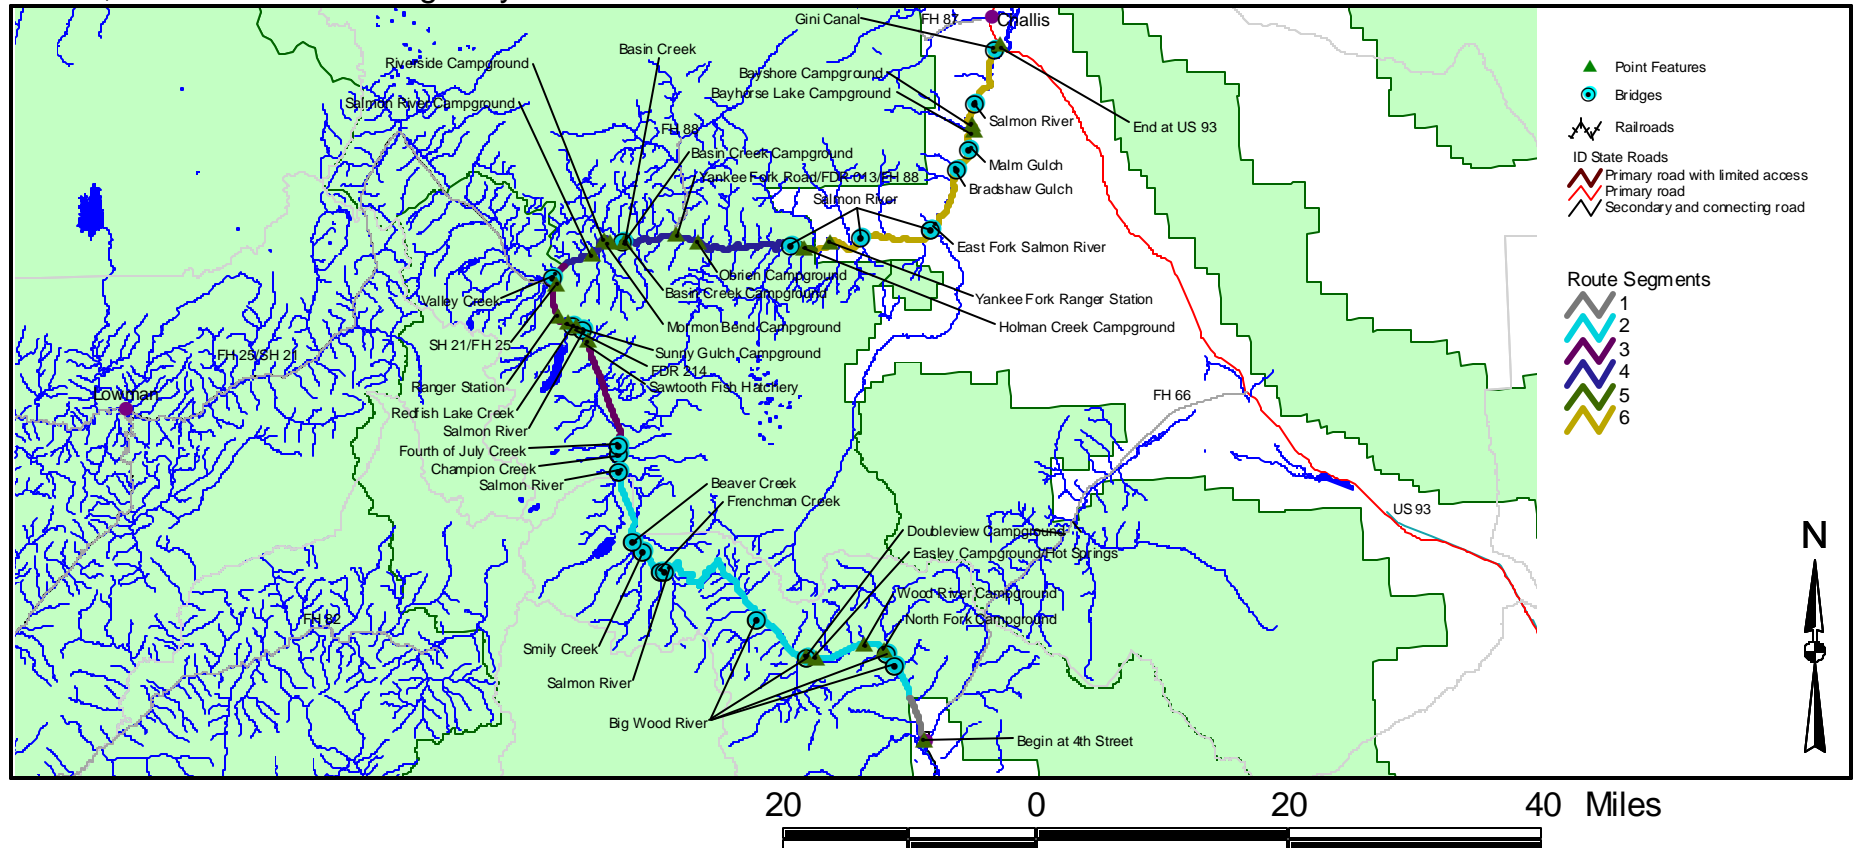 Gini Canal
FH 87
Challis
Basin Creek
Riverside Campground
Bayshore Campground
Bayhorse Lake Campground
Salmon River Campground
Salmon River
End at US 93
FH 88
Basin Creek Campground
Malm Gulch
Yankee Fork Road/FDR 013/FH 88
Bradshaw Gulch
Salmon River
East Fork Salmon River
Obrien Campground
Basin Creek Campground
Valley Creek
Yankee Fork Ranger Station
Mormon Bend Campground
Holman Creek Campground
SH 21/FH 25
FH 25/SH 21
Sunny Gulch Campground
FDR 214
Ranger Station
Sawtooth Fish Hatchery
Lowman
FH 66
Redfish Lake Creek
Salmon River
Fourth of July Creek
Champion Creek
Salmon River
Beaver Creek
Frenchman Creek
US 93
Doubleview Campground
Easley Campground/Hot Springs
Wood River Campground
North Fork Campground
FH 82
Smily Creek
Salmon River
Big Wood River
Begin at 4th Street
Point Features
Bridges
Railroads
ID State Roads
Primary road with limited access
Primary road
Secondary and connecting road
Route Segments
1
2
3
4
5
6
N
20 0 20 40 Miles